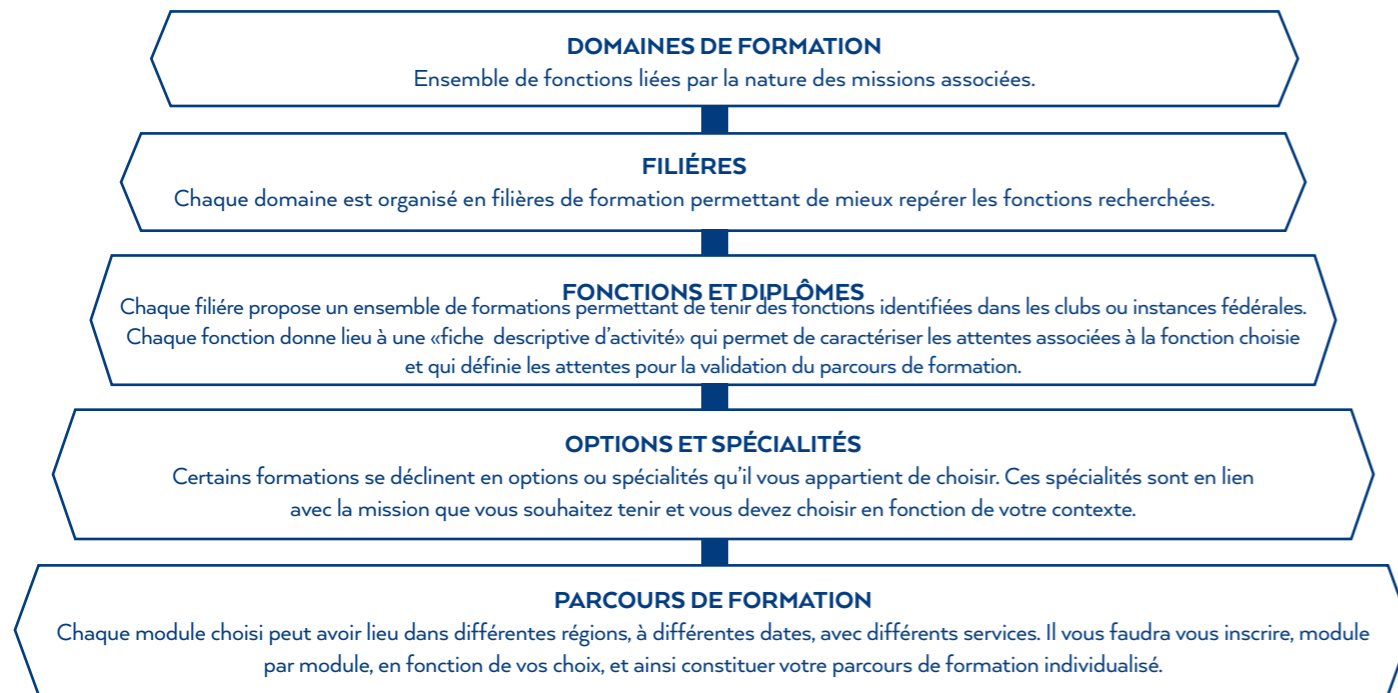 DOMAINES DE FORMATION
Ensemble de fonctions liées par la nature des missions associées.
FILIÉRES
Chaque domaine est organisé en filières de formation permettant de mieux repérer les fonctions recherchées.
FONCTIONS ET DIPLÔMES
Chaque filiére propose un ensemble de formations permettant de tenir des fonctions identifiées dans les clubs ou instances fédérales.
Chaque fonction donne lieu à une «fiche descriptive d'activité» qui permet de caractériser les attentes associées à la fonction choisie
et qui définie les attentes pour la validation du parcours de formation.
OPTIONS ET SPÉCIALITÉS
Certains formations se déclinent en options ou spécialités qu'il vous appartient de choisir. Ces spécialités sont en lien
avec la mission que vous souhaitez tenir et vous devez choisir en fonction de votre contexte.
PARCOURS DE FORMATION
Chaque module choisi peut avoir lieu dans différentes régions, à différentes dates, avec différents services. Il vous faudra vous inscrire, module
par module, en fonction de vos choix, et ainsi constituer votre parcours de formation individualisé.